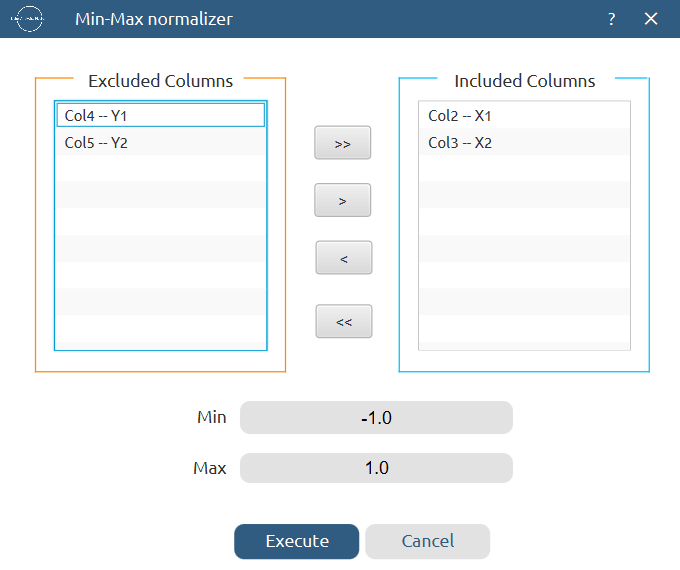 Min-Max normalizer ? ×
Excluded Columns
Included Columns
Col4 -- Y1
Col5 -- Y2
Col2 -- X1
Col3 -- X2
>>
>
<
<<
Min -1.0
Max 1.0
Execute Cancel